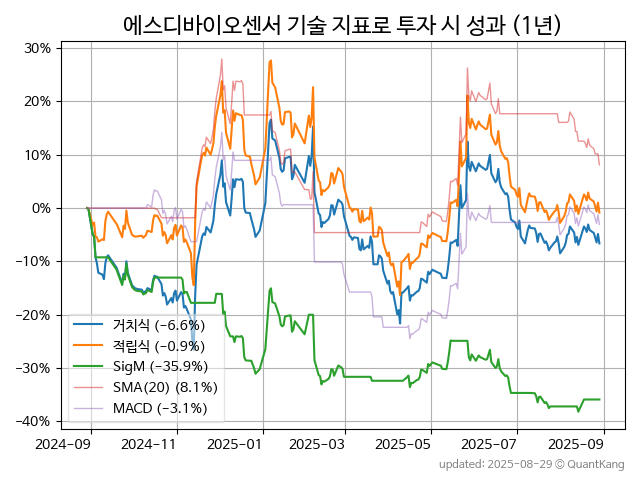 에스디바이오센서 기술 지표로 투자 시 성과 (1년)
30%
20%
10%
0%
−10%
−20%
−30%
−40%
거치식 (−6.6%)
적립식 (−0.9%)
SigM (−35.9%)
SMA(20) (8.1%)
MACD (−3.1%)
2024-09 2024-11 2025-01 2025-03 2025-05 2025-07 2025-09
updated: 2025-08-29 © QuantKang